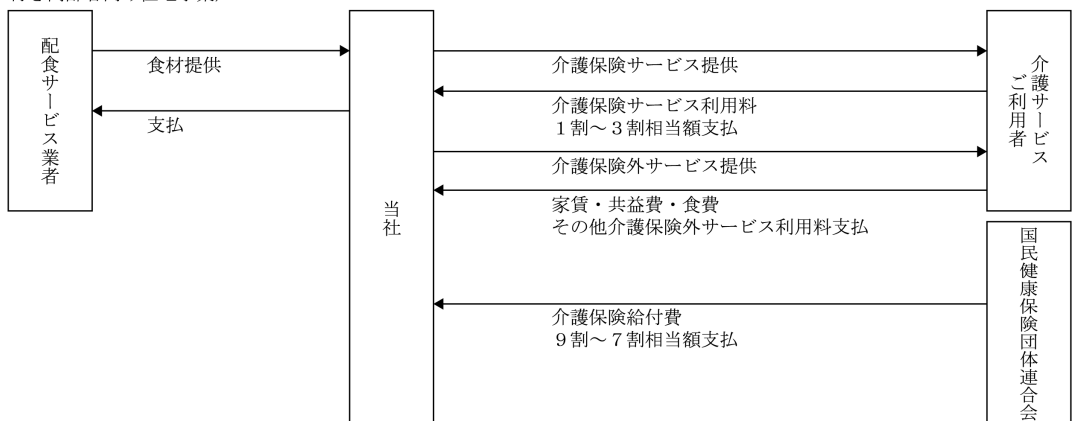 配食サービス業者
食材提供
支払
当社
介護保険サービス提供
介護保険サービス利用料
1割~3割相当額支払
介護保険外サービス提供
家賃・共益費・食費
その他介護保険外サービス利用料支払
介護保険給付費
9割~7割相当額支払
介護サービス
ご利用者
国民健康保険団体連合会